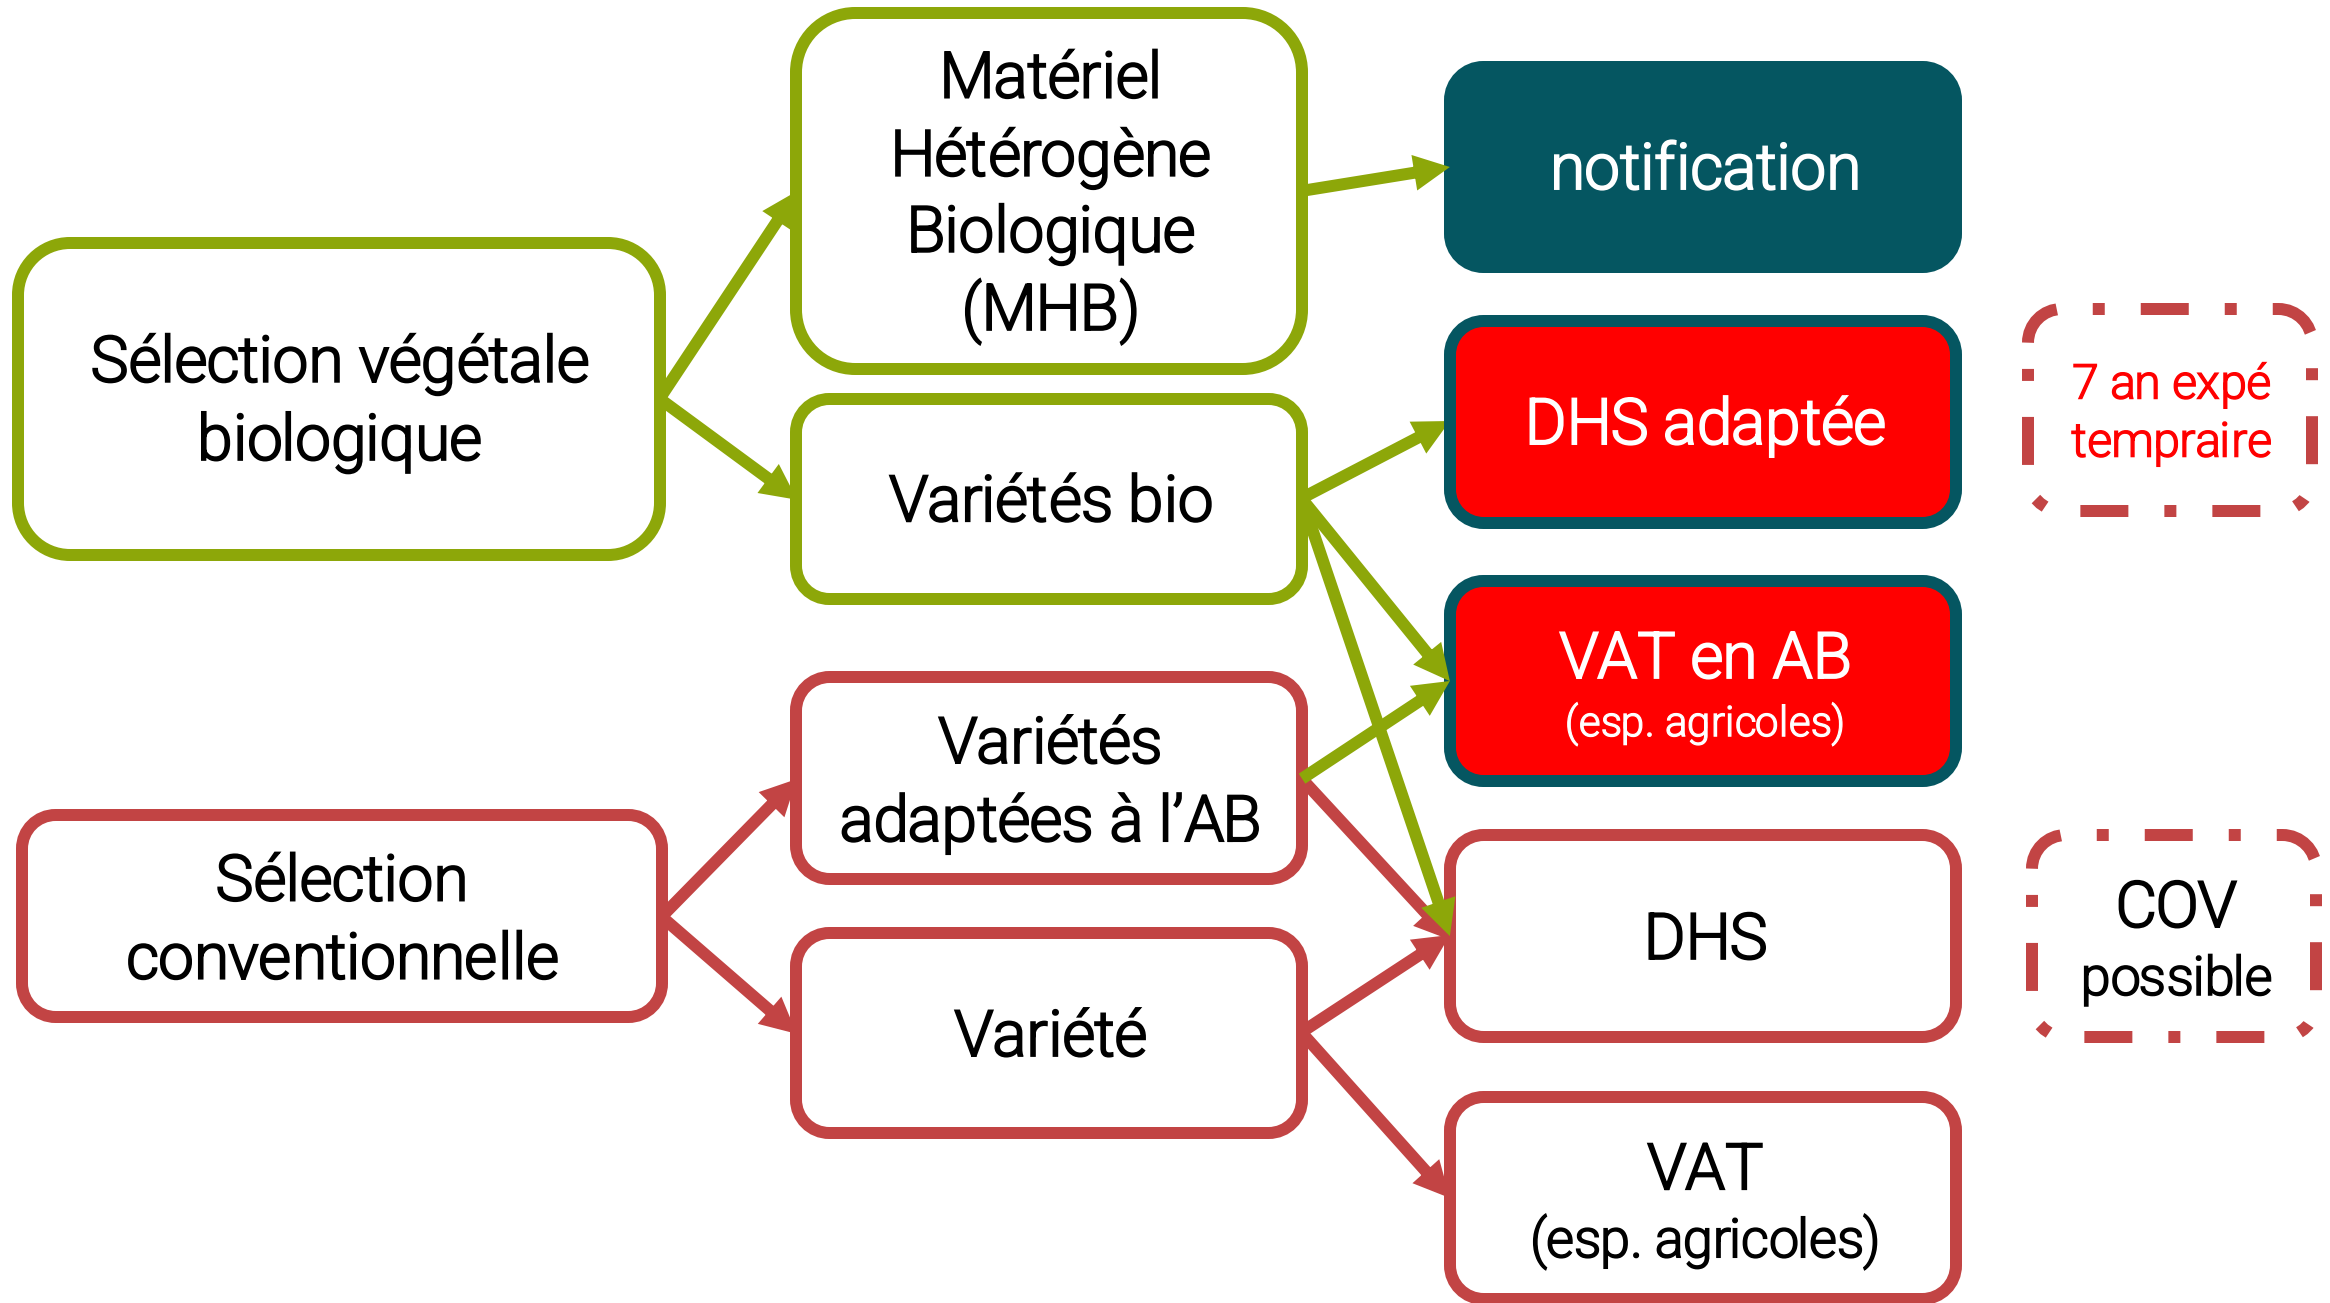 Sélection végétale
biologique
Sélection
conventionnelle
Matériel
Hétérogène
Biologique
(MHB)
Variétés bio
Variétés
adaptées à l’AB
Variété
notification
DHS adaptée
VAT en AB
(esp. agricoles)
DHS
VAT
(esp. agricoles)
7 an expé
tempraire
COV
possible